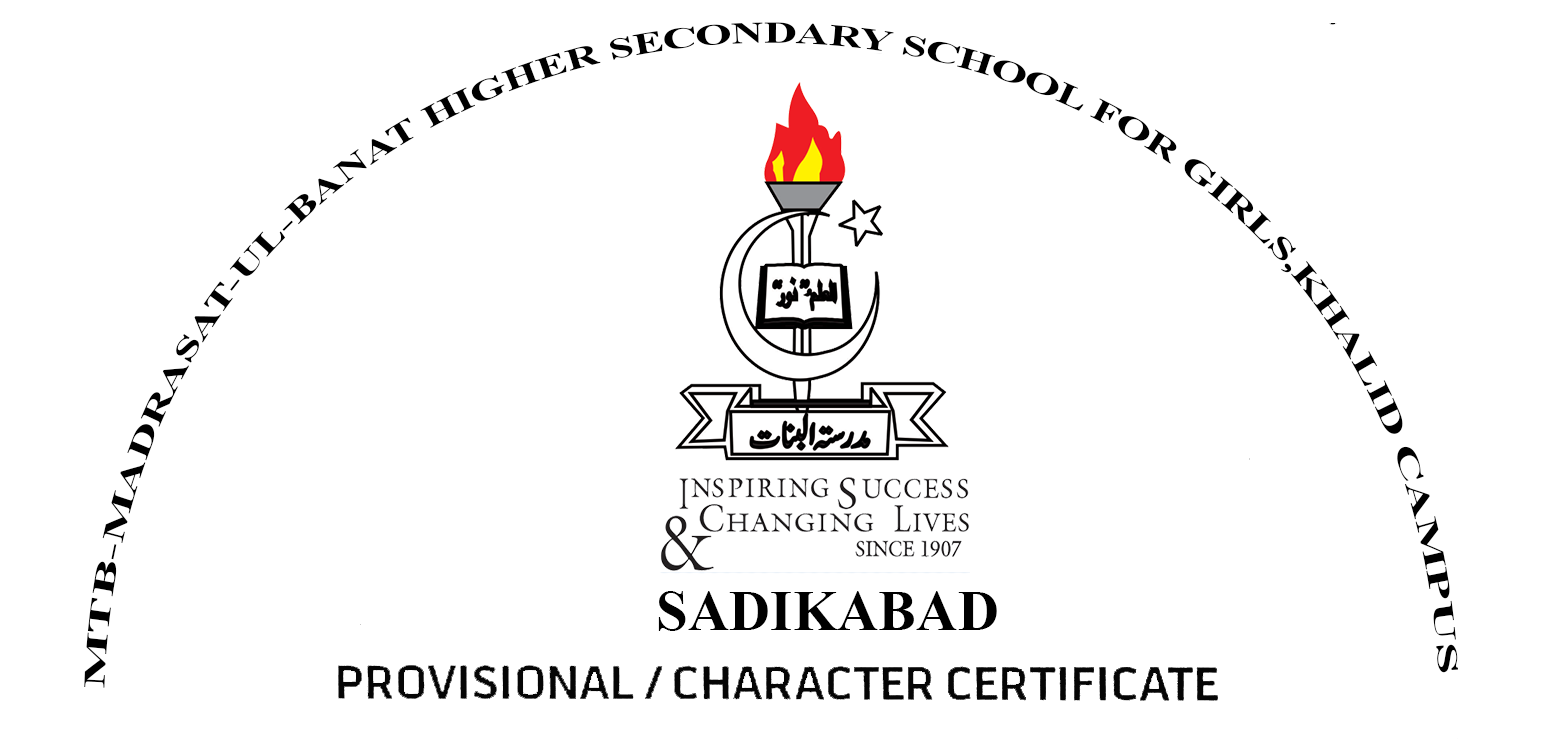 MTB-MADRASAT-UL-BANAT HIGHER SECONDARY SCHOOL FOR GIRLS,KHALID CAMPUS
العلم نور
مدرسته البنات
INSPIRING SUCCESS
& CHANGING LIVES
SINCE 1907
SADIKABAD
PROVISIONAL / CHARACTER CERTIFICATE